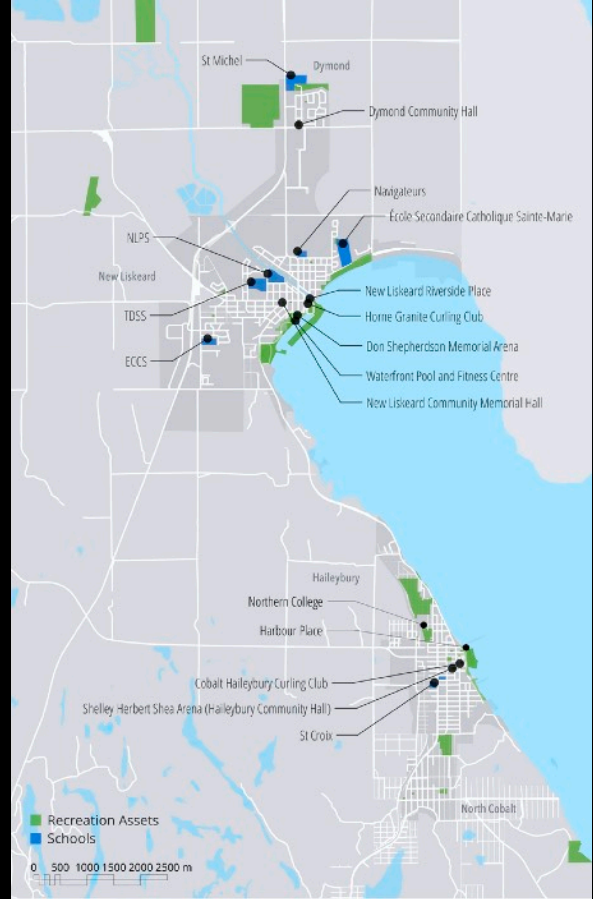 St Michel
Dymond
Dymond Community Hall
Navigateurs
École Secondaire Catholique Sainte-Marie
NLPS
New Liskeard
New Liskeard Riverside Place
TDSS
Horne Granite Curling Club
Don Shepherdson Memorial Arena
ECCS
Waterfront Pool and Fitness Centre
New Liskeard Community Memorial Hall
Haileybury
Northern College
Harbour Place
Cobalt Haileybury Curling Club
Shelley Herbert Shea Arena (Haileybury Community Hall)
St Croix
North Cobalt
Recreation Assets
Schools
0 500 1000 1500 2000 2500 m